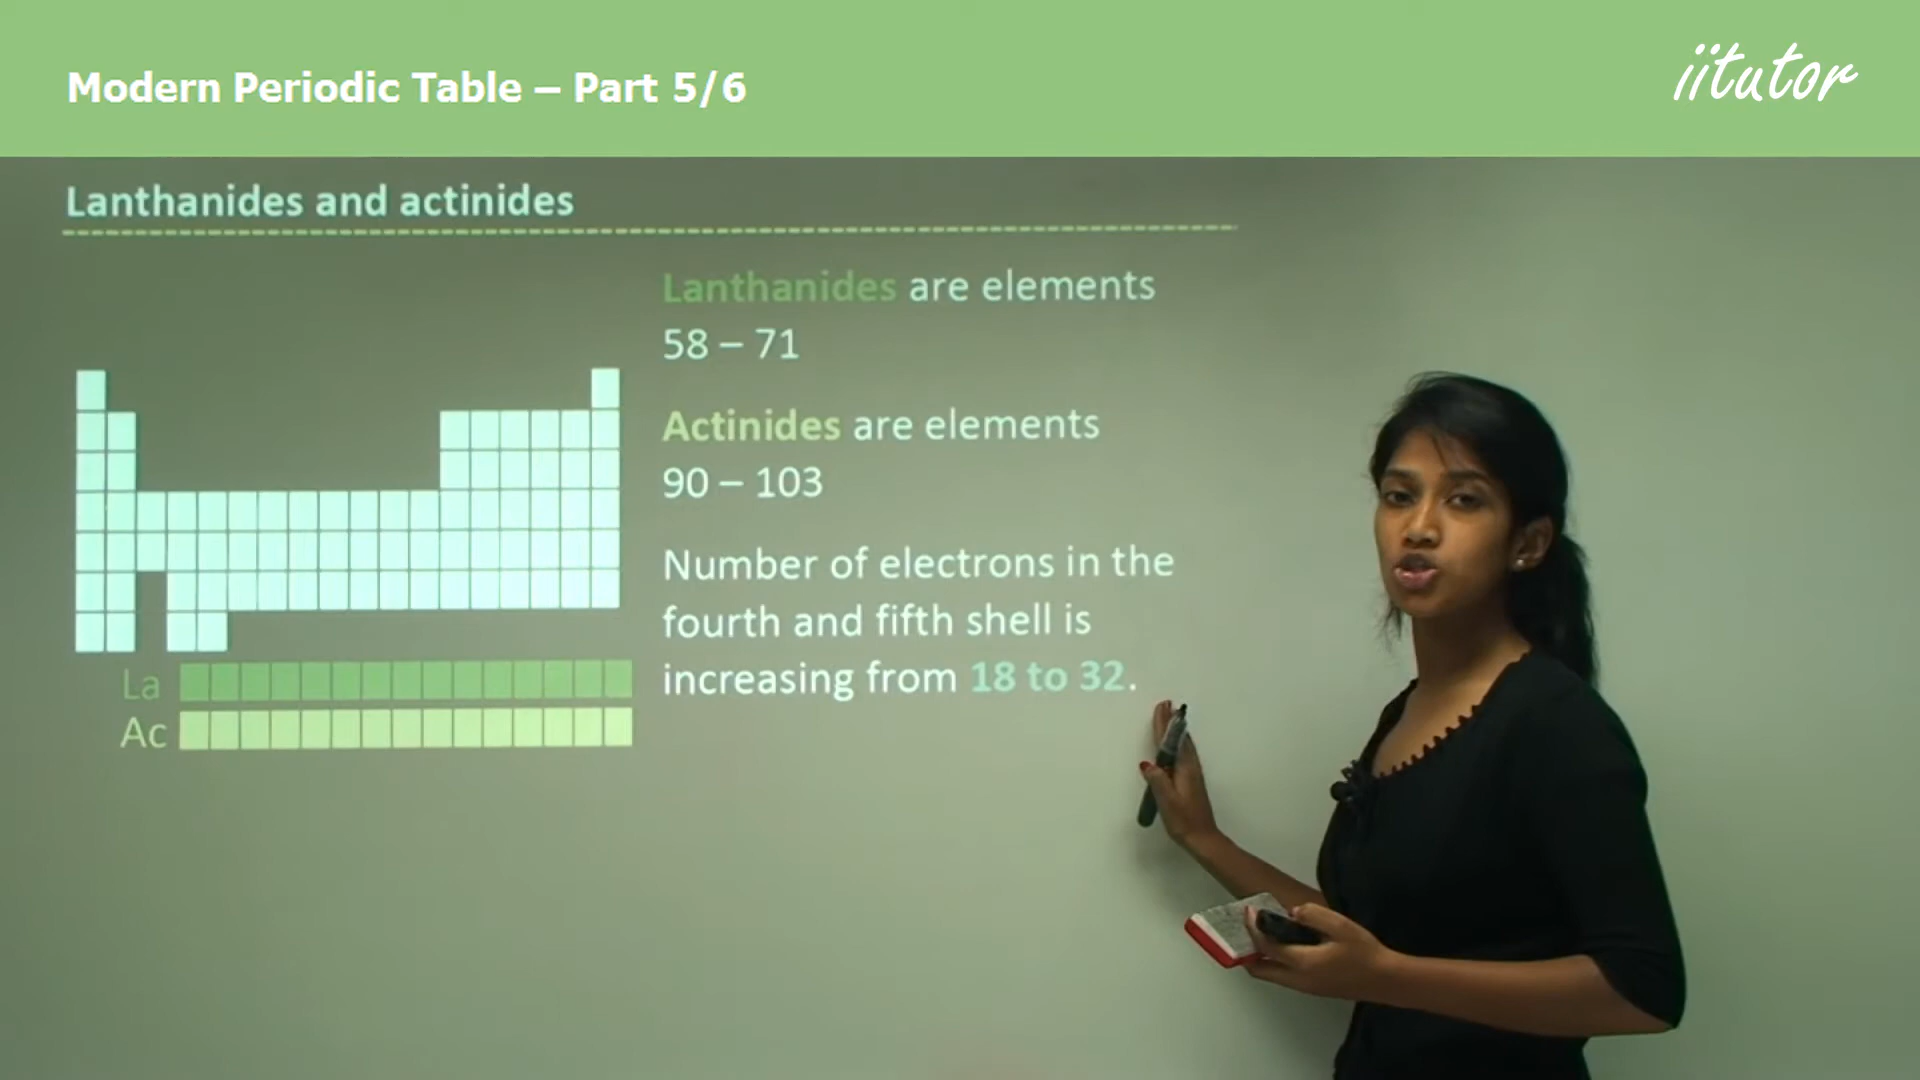 Modern Periodic Table – Part 5/6
iitutor
Lanthanides and actinides
Lanthanides are elements
58 – 71
Actinides are elements
90 – 103
Number of electrons in the
fourth and fifth shell is
increasing from 18 to 32.
La
Ac